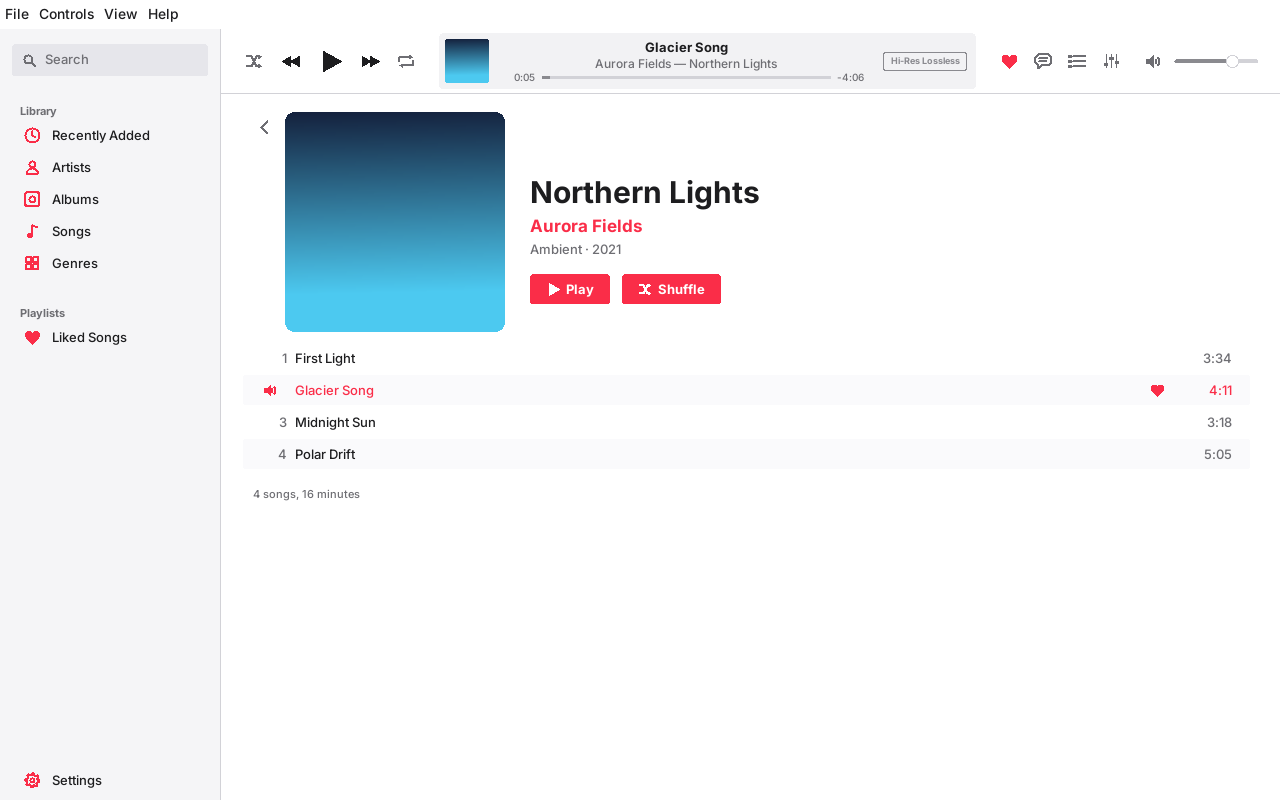 File Controls View Help
Search
Library
Recently Added
Artists
Albums
Songs
Genres
Playlists
Liked Songs
Settings
Glacier Song
Aurora Fields — Northern Lights
0:05 -4:06
Hi-Res Lossless
Northern Lights
Aurora Fields
Ambient · 2021
Play Shuffle
1 First Light 3:34
Glacier Song 4:11
3 Midnight Sun 3:18
4 Polar Drift 5:05
4 songs, 16 minutes